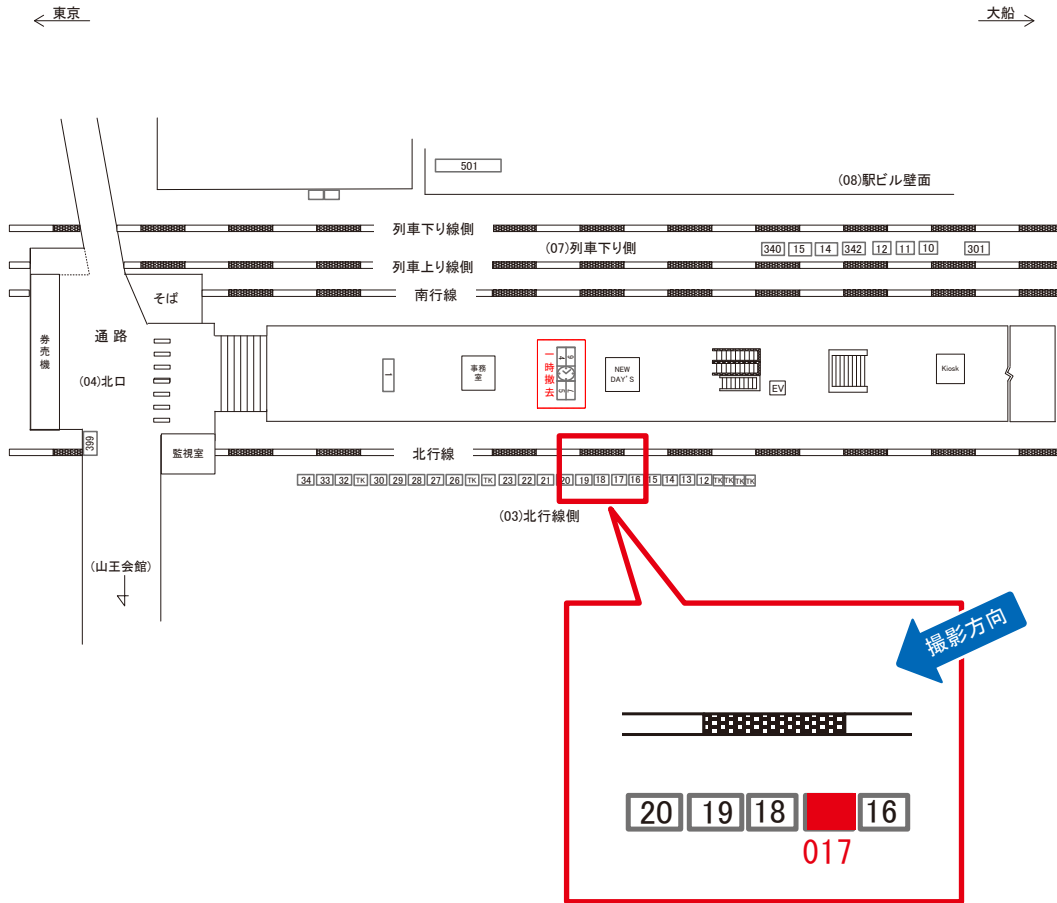 東京
大船
501
(08)駅ビル壁面
列車下り線側
(07)列車下り側
340 15 14 342 12 11 10 301
列車上り線側
南行線
そば
券売機
通路
(04)北口
1
事務室
一時撤去
9 4
7 5
NEW
DAY'S
EV
Kiosk
399
監視室
北行線
34 33 32 TK 30 29 28 27 26 TK TK 23 22 21 20 19 18 17 16 15 14 13 12 TK TK TK TK
(03)北行線側
(山王会館)
撮影方向
20 19 18 16
017